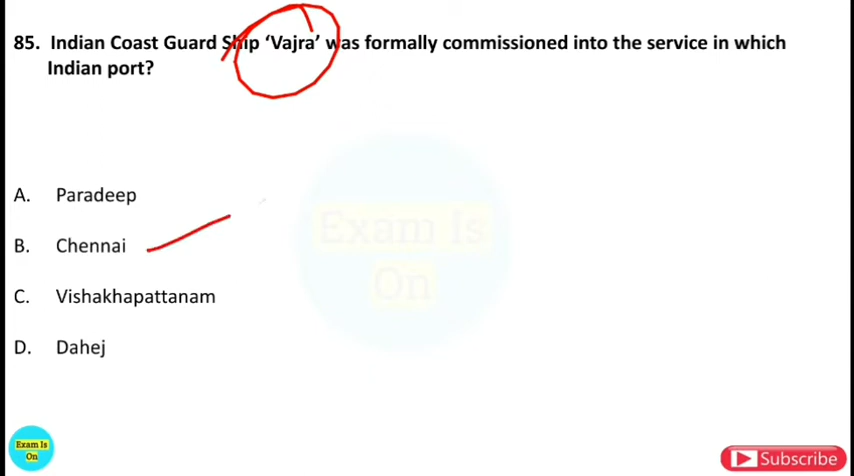 85. Indian Coast Guard Ship ‘Vajra’ was formally commissioned into the service in which
Indian port?
A. Paradeep
B. Chennai
C. Vishakhapattanam
D. Dahej
Exam Is
On
Exam Is
On
Subscribe